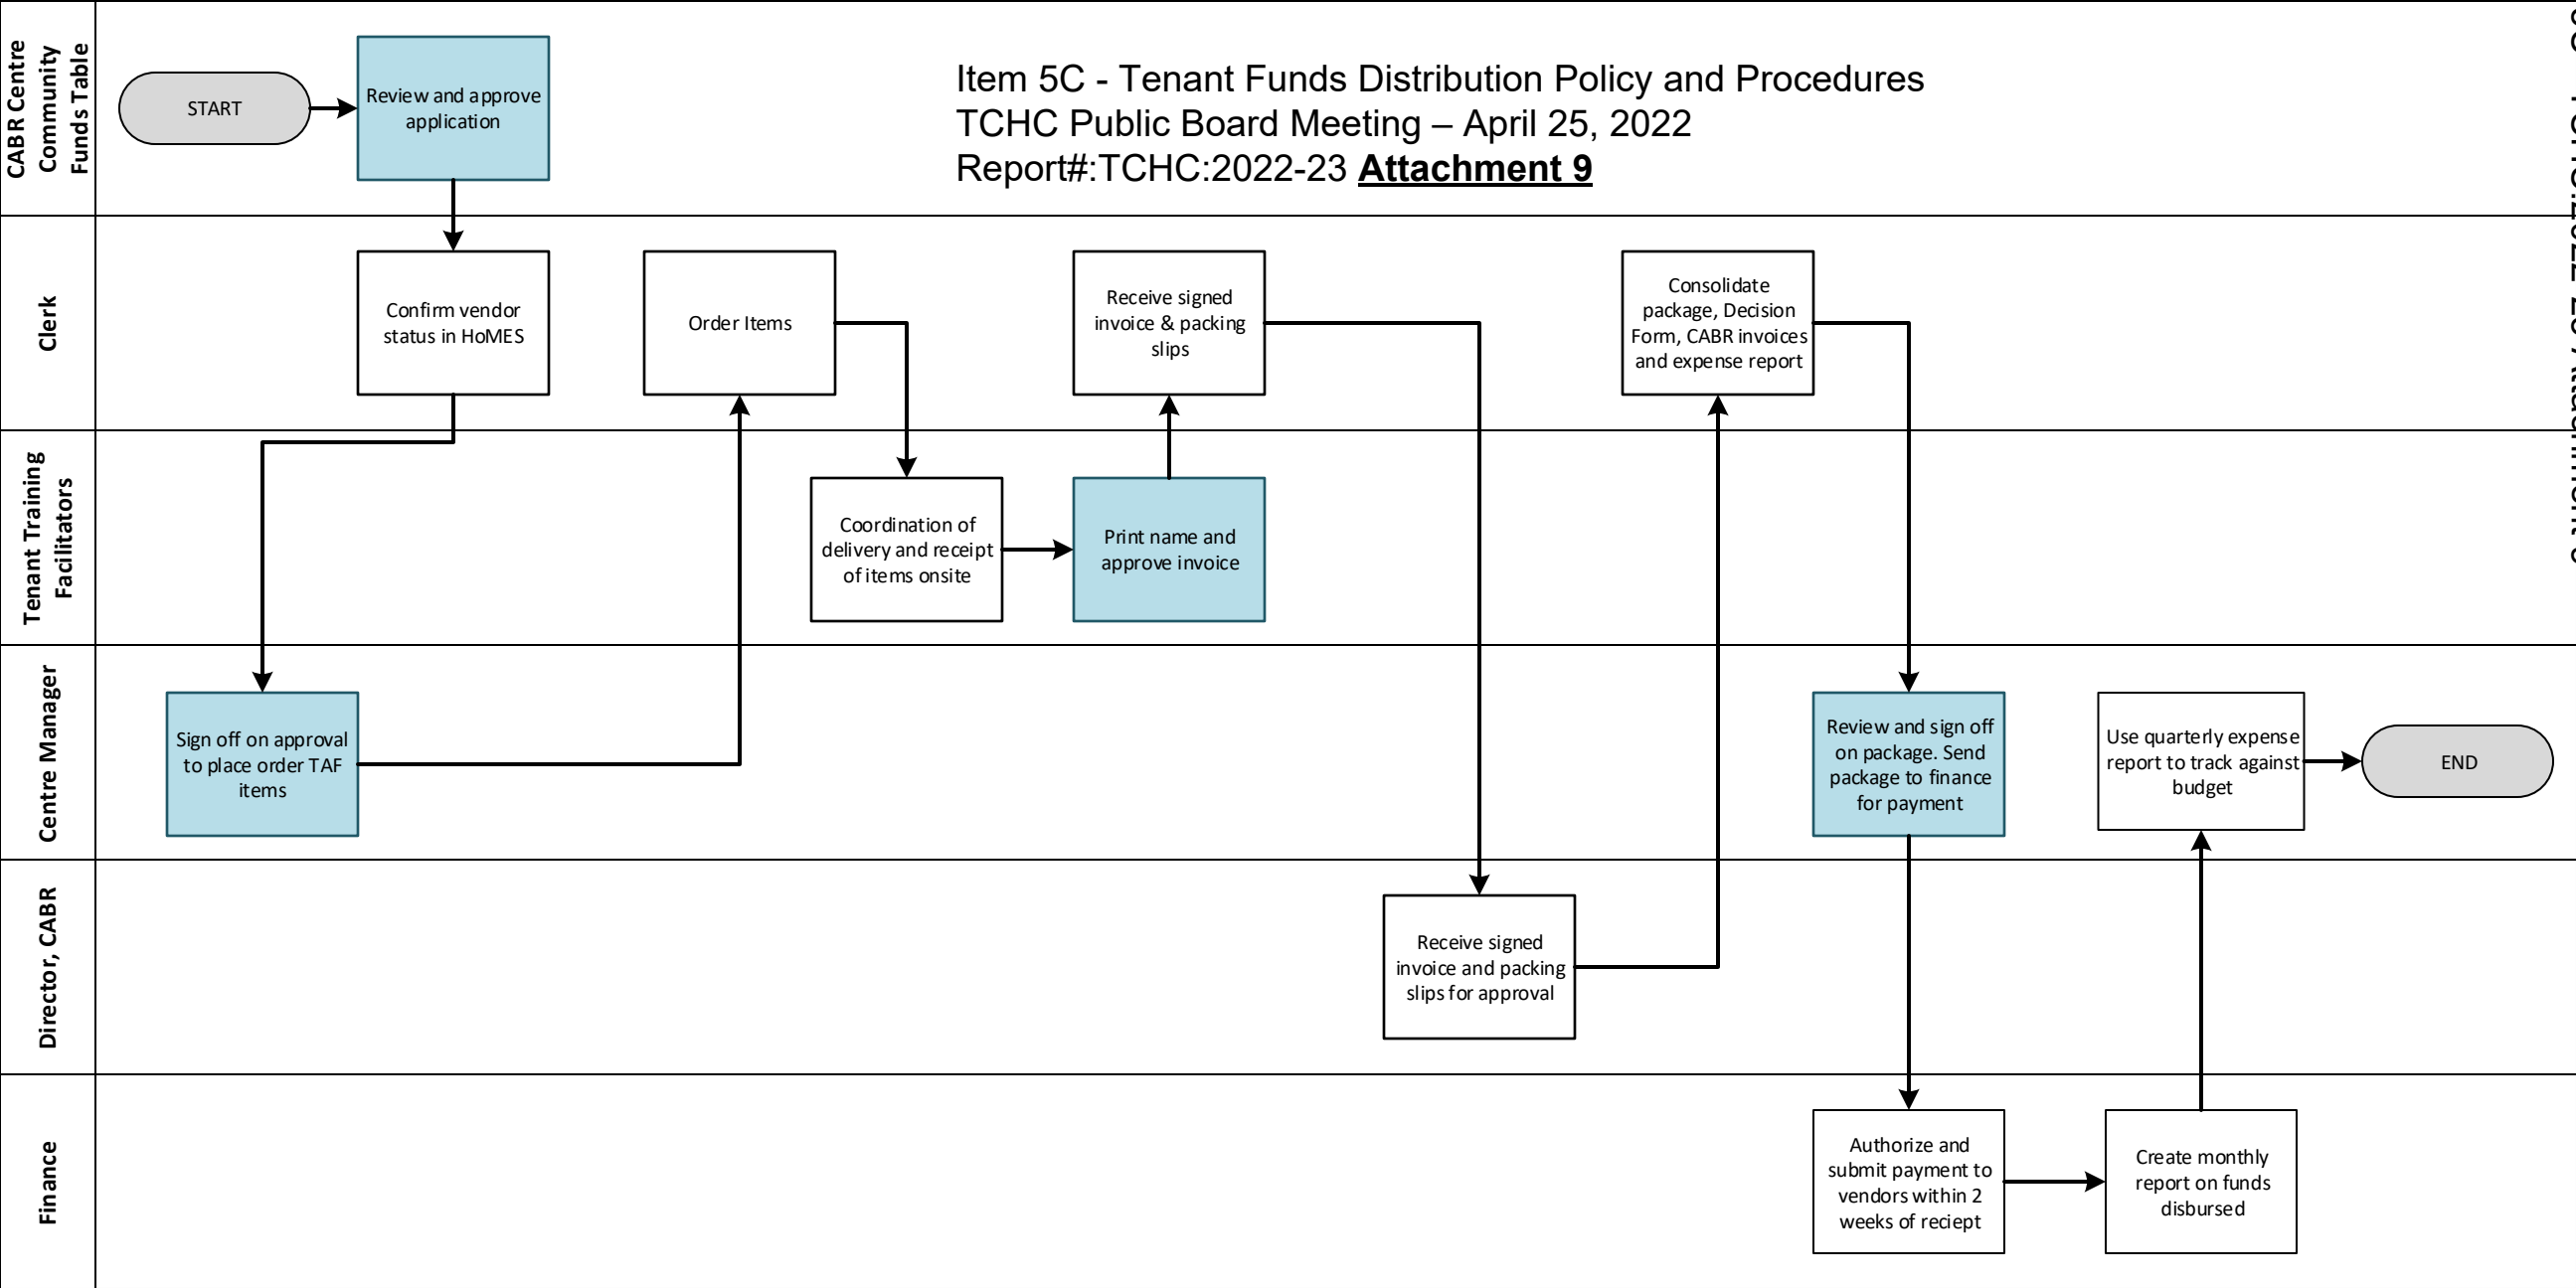 Item 5C - Tenant Funds Distribution Policy and Procedures
TCHC Public Board Meeting – April 25, 2022
Report#:TCHC:2022-23 Attachment 9
CABR Centre
Community
Funds Table
START
Review and approve
application
Clerk
Confirm vendor
status in HoMES
Order Items
Receive signed
invoice & packing
slips
Consolidate
package, Decision
Form, CABR invoices
and expense report
Tenant Training
Facilitators
Coordination of
delivery and receipt
of items onsite
Print name and
approve invoice
Centre Manager
Sign off on approval
to place order TAF
items
Review and sign off
on package. Send
package to finance
for payment
Use quarterly expense
report to track against
budget
END
Director, CABR
Receive signed
invoice and packing
slips for approval
Finance
Authorize and
submit payment to
vendors within 2
weeks of reciept
Create monthly
report on funds
disbursed